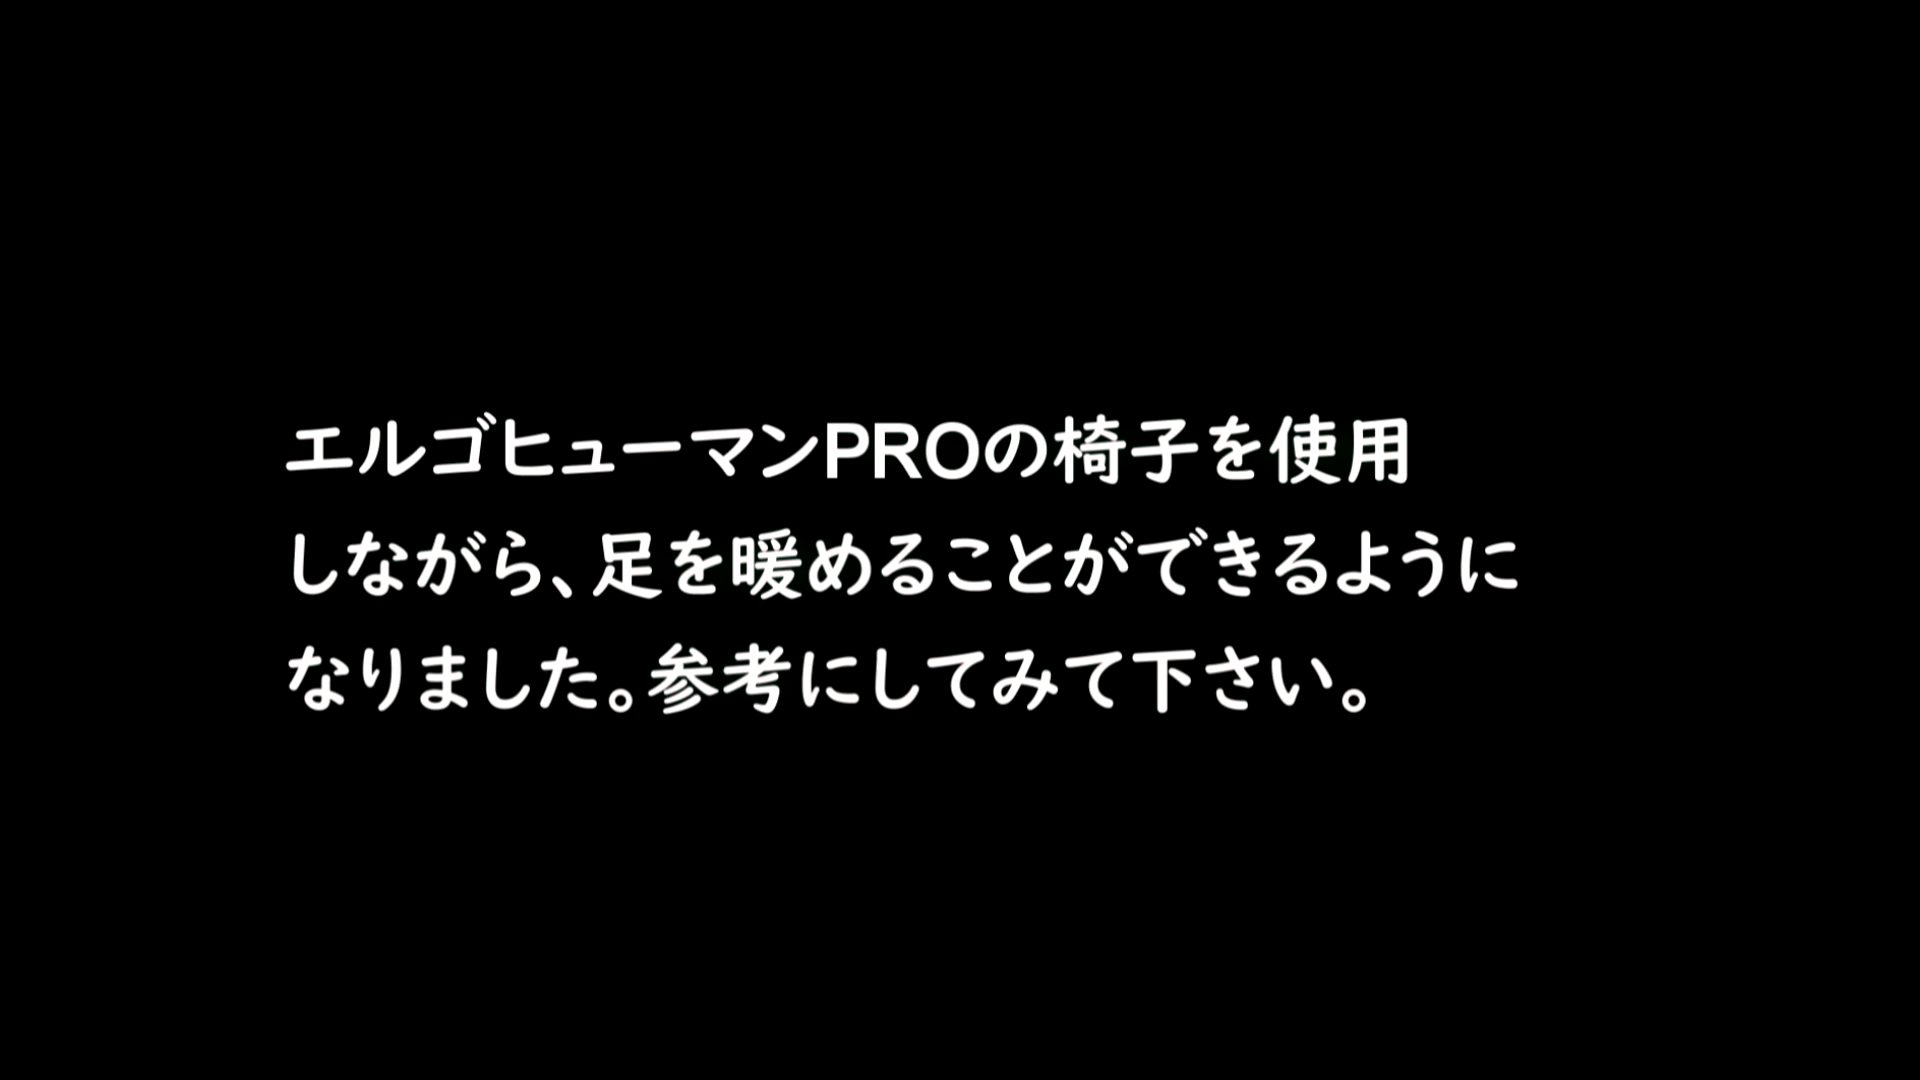 エルゴヒューマンPROの椅子を使用
しながら、足を暖めることができるように
なりました。参考にしてみて下さい。